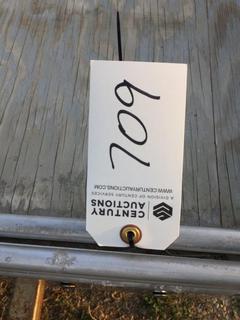 709
CENTURY
AUCTIONS
A DIVISION OF CENTURY SERVICES
WWW.CENTURYAUCTIONS.COM